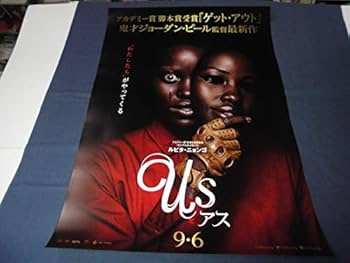 アカデミー賞 脚本賞受賞『ゲット・アウト』
鬼才ジョーダン・ピール監督最新作
"わたしたち"がやってくる
ルピタ・ニョンゴ
Us
アス
9・6